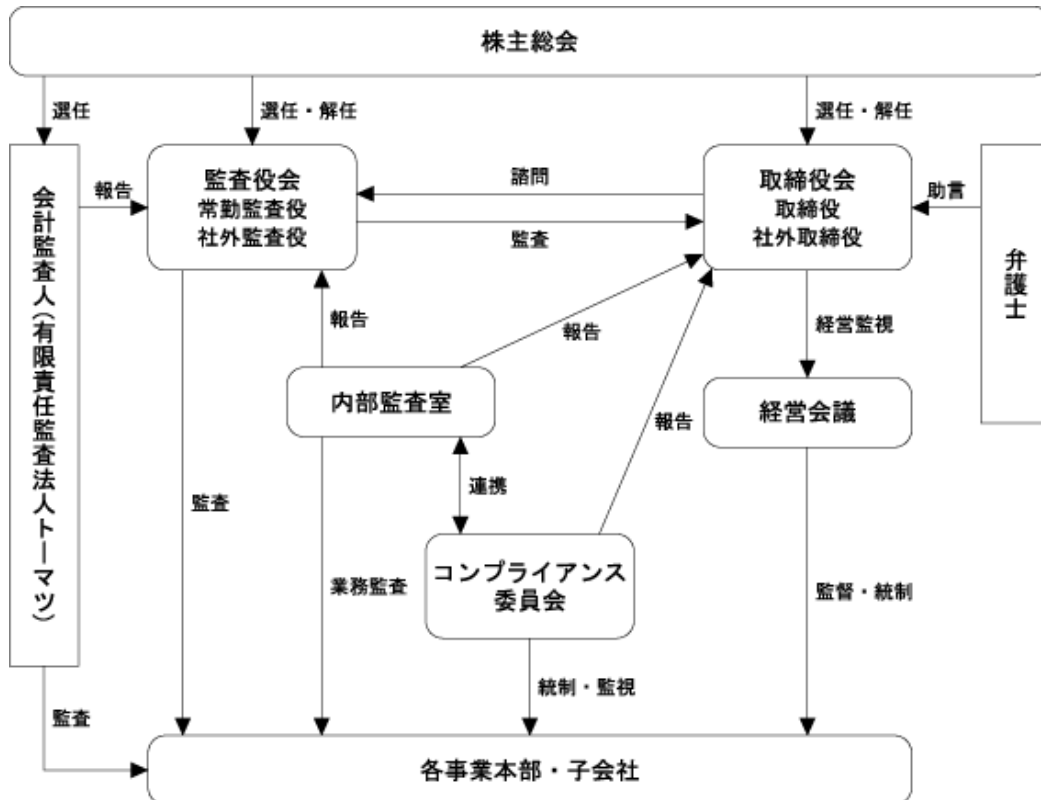 株主総会
選任
選任・解任
選任・解任
会計監査人(有限責任監査法人トーマツ)
報告
監査役会
常勤監査役
社外監査役
諮問
監査
取締役会
取締役
社外取締役
助言
弁護士
報告
報告
経営監視
内部監査室
報告
経営会議
連携
監査
業務監査
コンプライアンス
委員会
監督・統制
統制・監視
監査
各事業本部・子会社